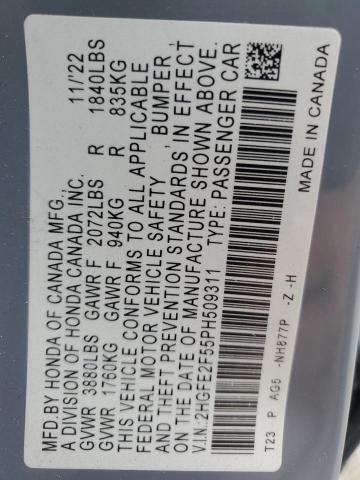 MFD.BY HONDA OF CANADA MFG.,
A DIVISION OF HONDA CANADA INC. 11/'22
GVWR 3880LBS GAWR F 2072LBS R 1840LBS
GVWR 1760KG GAWR F 940KG R 835KG
THIS VEHICLE CONFORMS TO ALL APPLICABLE
FEDERAL MOTOR VEHICLE SAFETY, BUMPER,
AND THEFT PREVENTION STANDARDS IN EFFECT
ON THE DATE OF MANUFACTURE SHOWN ABOVE.
V.I.N:2HGFE2F55PH509311 TYPE:PASSENGER CAR
T23 P AG5 -NH877P -Z -H MADE IN CANADA